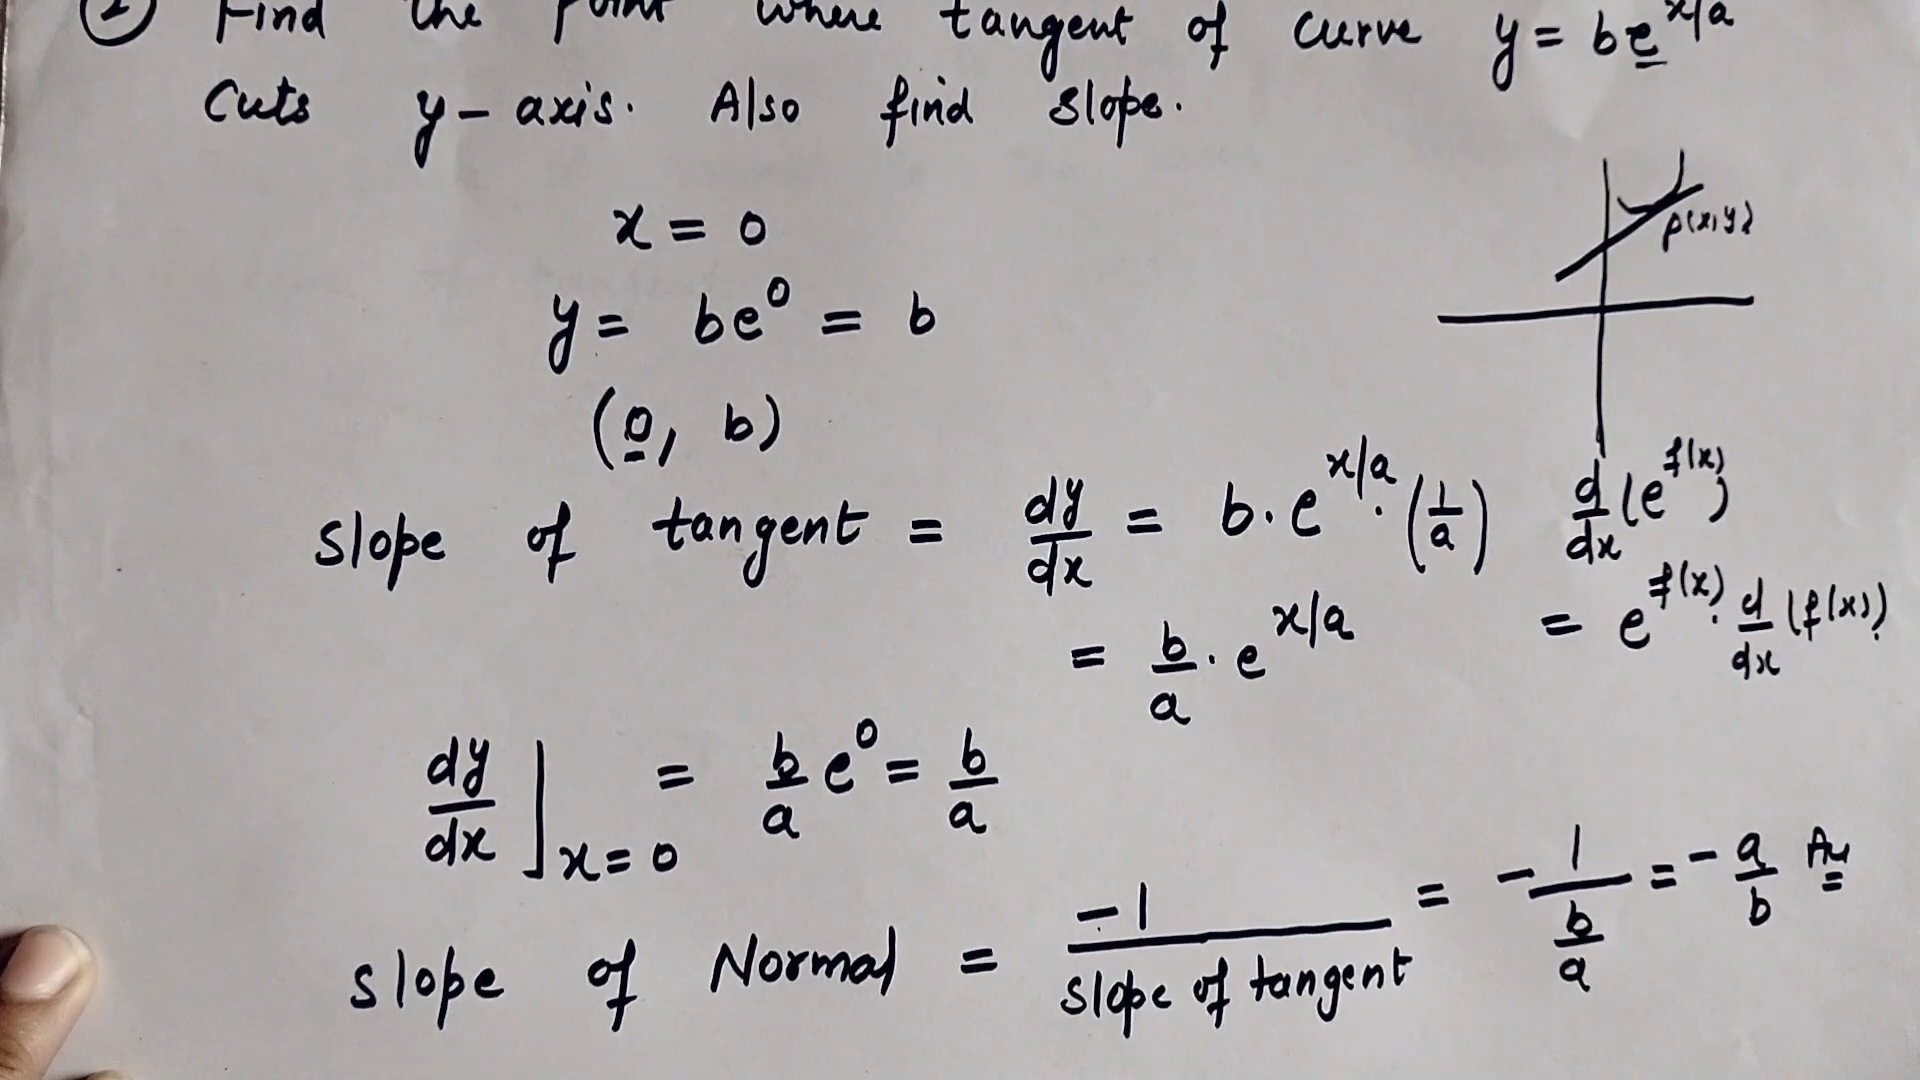 ② Find the point where tangent of curve y = be^{x/a}
Cuts y-axis. Also find slope.
x = 0
y = be^0 = b
(0, b)
P(x,y)
slope of tangent = dy/dx = b.e^{x/a}.(1/a)
= b/a . e^{x/a}
d/dx (e^{f(x)})
= e^{f(x)}. d/dx (f(x))
dy/dx]_{x=0} = b/a e^0 = b/a
slope of Normal = -1/slope of tangent = -1/(b/a) = -a/b Ans